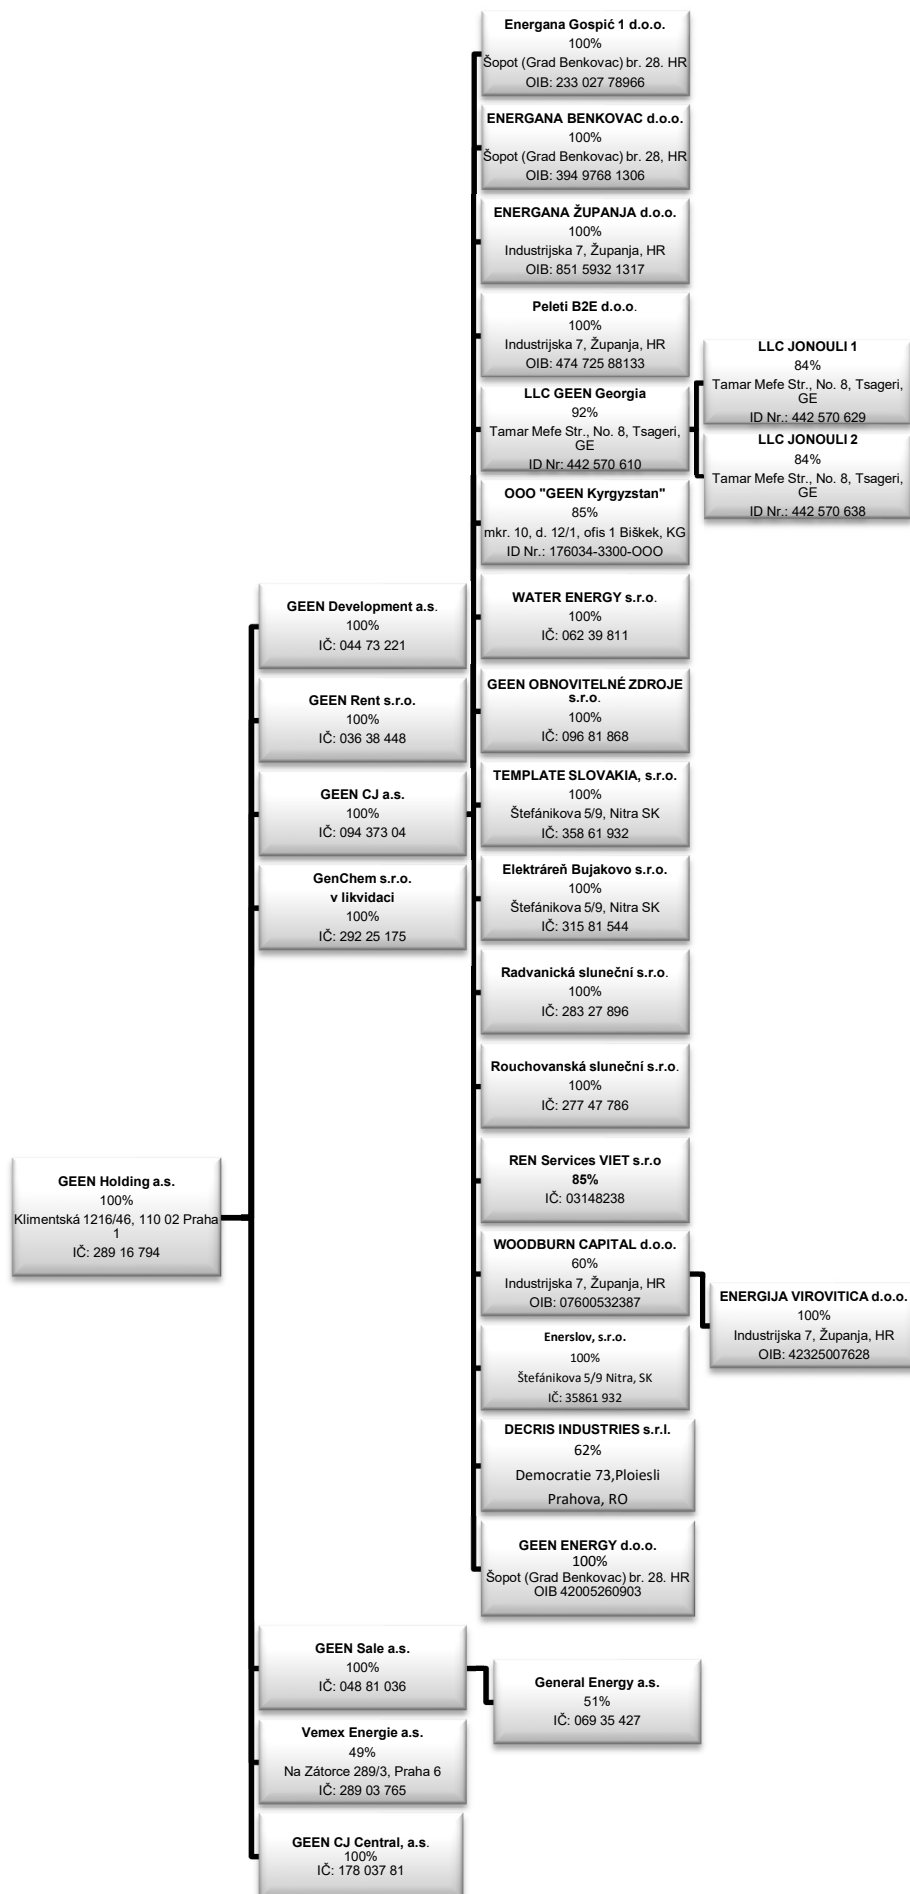 GEEN Holding a.s.
100%
Klimentská 1216/46, 110 02 Praha
1
IČ: 289 16 794
GEEN Development a.s.
100%
IČ: 044 73 221
GEEN Rent s.r.o.
100%
IČ: 036 38 448
GEEN CJ a.s.
100%
IČ: 094 373 04
Energana Gospić 1 d.o.o.
100%
Šopot (Grad Benkovac) br. 28. HR
OIB: 233 027 78966
ENERGANA BENKOVAC d.o.o.
100%
Šopot (Grad Benkovac) br. 28, HR
OIB: 394 9768 1306
ENERGANA ŽUPANJA d.o.o.
100%
Industrijska 7, Županja, HR
OIB: 851 5932 1317
Peleti B2E d.o.o.
100%
Industrijska 7, Županja, HR
OIB: 474 725 88133
LLC GEEN Georgia
92%
Tamar Mefe Str., No. 8, Tsageri,
GE
ID Nr: 442 570 610
LLC JONOULI 1
84%
Tamar Mefe Str., No. 8, Tsageri,
GE
ID Nr.: 442 570 629
LLC JONOULI 2
84%
Tamar Mefe Str., No. 8, Tsageri,
GE
ID Nr.: 442 570 638
OOO "GEEN Kyrgyzstan"
85%
mkr. 10, d. 12/1, ofis 1 Biškek, KG
ID Nr.: 176034-3300-OOO
WATER ENERGY s.r.o.
100%
IČ: 062 39 811
GEEN OBNOVITELNÉ ZDROJE
s.r.o.
100%
IČ: 096 81 868
TEMPLATE SLOVAKIA, s.r.o.
100%
Štefánikova 5/9, Nitra SK
IČ: 358 61 932
Elektráreň Bujakovo s.r.o.
100%
Štefánikova 5/9, Nitra SK
IČ: 315 81 544
Radvanická sluneční s.r.o.
100%
IČ: 283 27 896
Rouchovanská sluneční s.r.o.
100%
IČ: 277 47 786
REN Services VIET s.r.o
85%
IČ: 03148238
WOODBURN CAPITAL d.o.o.
60%
Industrijska 7, Županja, HR
OIB: 07600532387
ENERGIJA VIROVITICA d.o.o.
100%
Industrijska 7, Županja, HR
OIB: 42325007628
Enerslov, s.r.o.
100%
Štefánikova 5/9 Nitra, SK
IČ: 35861 932
DECRIS INDUSTRIES s.r.l.
62%
Democratie 73,Ploiesli
Prahova, RO
GEEN ENERGY d.o.o.
100%
Šopot (Grad Benkovac) br. 28. HR
OIB 42005260903
GenChem s.r.o.
v likvidaci
100%
IČ: 292 25 175
GEEN Sale a.s.
100%
IČ: 048 81 036
General Energy a.s.
51%
IČ: 069 35 427
Vemex Energie a.s.
49%
Na Zátorce 289/3, Praha 6
IČ: 289 03 765
GEEN CJ Central, a.s.
100%
IČ: 178 037 81